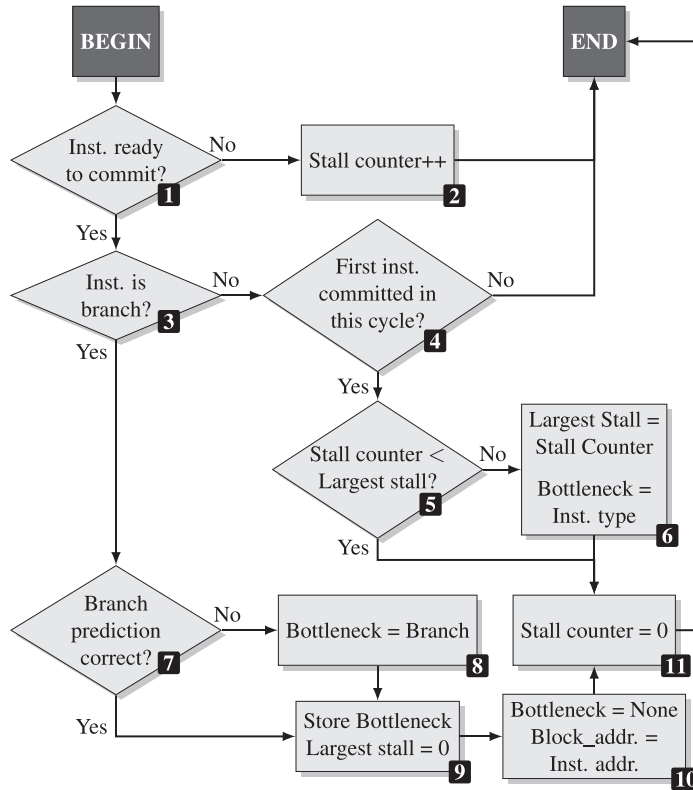 BEGIN
END
Inst. ready
to commit?
1
No
Stall counter++
2
Yes
Inst. is
branch?
3
No
First inst.
committed in
this cycle?
4
No
Yes
Yes
Stall counter <
Largest stall?
5
No
Largest Stall =
Stall Counter
Bottleneck =
Inst. type
6
Yes
Branch
prediction
correct?
7
No
Bottleneck = Branch
8
Stall counter = 0
11
Yes
Store Bottleneck
Largest stall = 0
9
Bottleneck = None
Block_addr. =
Inst. addr.
10